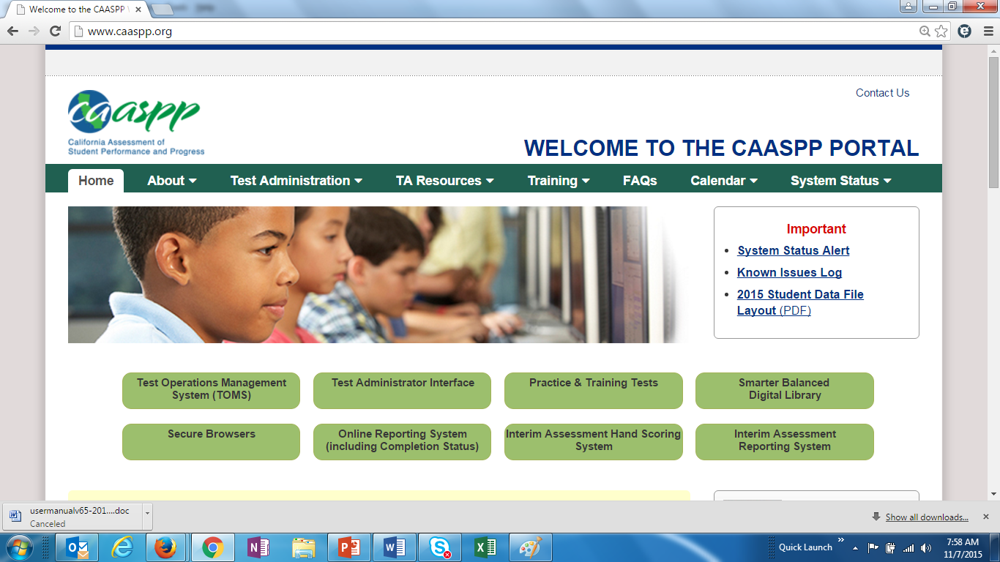 Welcome to the CAASPP
www.caaspp.org
Contact Us
caaspp
California Assessment of
Student Performance and Progress
WELCOME TO THE CAASPP PORTAL
Home About Test Administration TA Resources Training FAQs Calendar System Status
Important
System Status Alert
Known Issues Log
2015 Student Data File
Layout (PDF)
Test Operations Management
System (TOMS)
Test Administrator Interface
Practice & Training Tests
Smarter Balanced
Digital Library
Secure Browsers
Online Reporting System
(including Completion Status)
Interim Assessment Hand Scoring
System
Interim Assessment
Reporting System
usermanualv65-201....doc
Canceled
Show all downloads...
Quick Launch
7:58 AM
11/7/2015